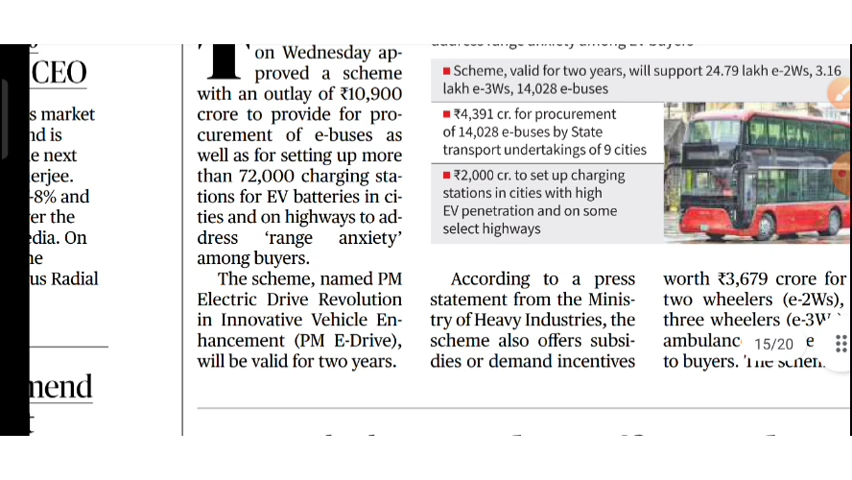 CEO
s market
nd is
e next
erjee.
-8% and
er the
edia. On
he
us Radial
mend
on Wednesday ap-
proved a scheme
with an outlay of ₹10,900
crore to provide for pro-
curement of e-buses as
well as for setting up more
than 72,000 charging sta-
tions for EV batteries in ci-
ties and on highways to ad-
dress 'range anxiety'
among buyers.
The scheme, named PM
Electric Drive Revolution
in Innovative Vehicle En-
hancement (PM E-Drive),
will be valid for two years.
■ Scheme, valid for two years, will support 24.79 lakh e-2Ws, 3.16
lakh e-3Ws, 14,028 e-buses
■ ₹4,391 cr. for procurement
of 14,028 e-buses by State
transport undertakings of 9 cities
■ ₹2,000 cr. to set up charging
stations in cities with high
EV penetration and on some
select highways
According to a press
statement from the Minis-
try of Heavy Industries, the
scheme also offers subsi-
dies or demand incentives
worth ₹3,679 crore for
two wheelers (e-2Ws),
three wheelers (e-3W
ambulanc
to buyers. The
15/20